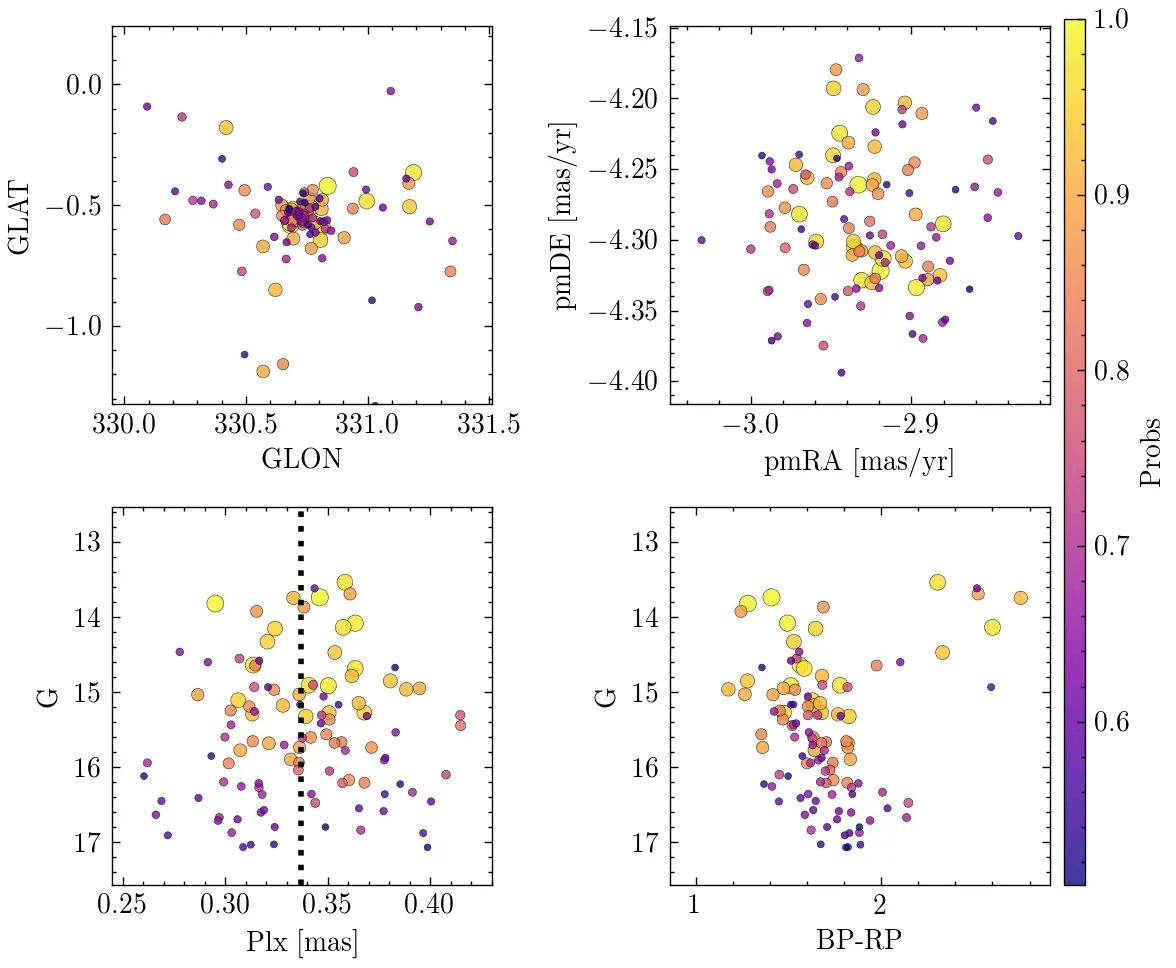 0.0
−0.5
−1.0
GLAT
330.0 330.5 331.0 331.5
GLON
−4.15
−4.20
−4.25
−4.30
−4.35
−4.40
pmDE [mas/yr]
−3.0 −2.9
pmRA [mas/yr]
13
14
15
16
17
G
0.25 0.30 0.35 0.40
Plx [mas]
13
14
15
16
17
G
1 2
BP-RP
1.0
0.9
0.8
0.7
0.6
Probs